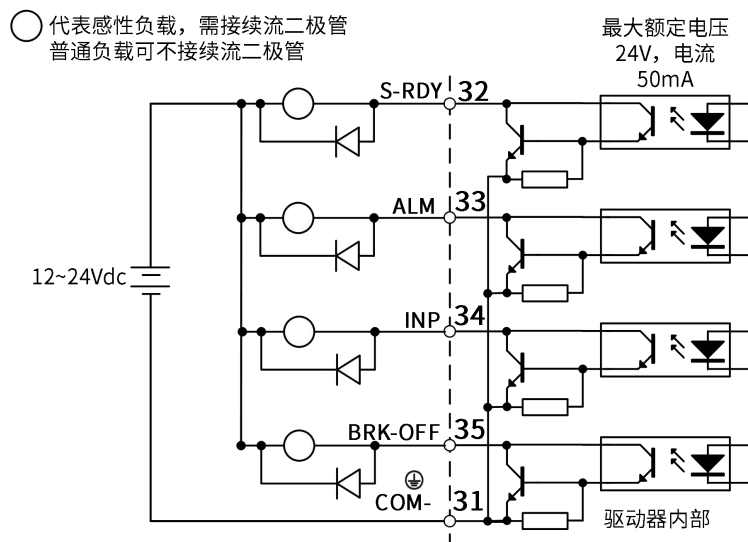 代表感性负载，需接续流二极管
普通负载可不接续流二极管
最大额定电压
24V，电流
50mA
S-RDY 32
ALM 33
12~24Vdc
INP 34
BRK-OFF 35
COM- 31
驱动器内部